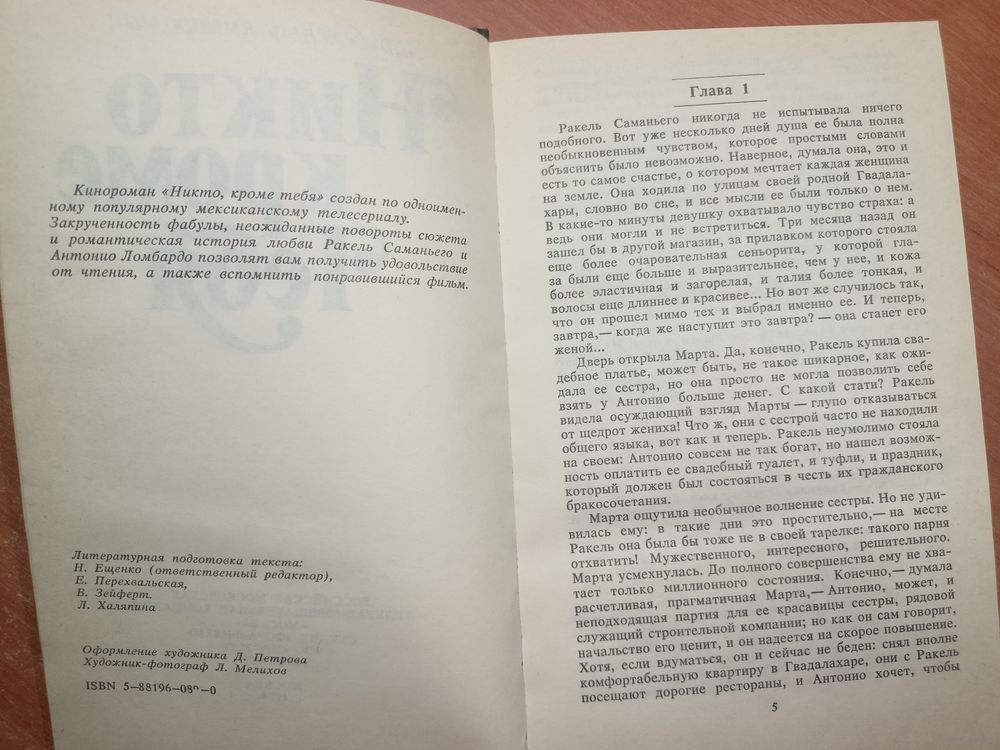 Кинороман «Никто, кроме тебя» создан по одноимен-
ному популярному мексиканскому телесериалу.
Закрученность фабулы, неожиданные повороты сюжета
и романтическая история любви Ракель Саманьего и
Антонио Ломбардо позволят вам получить удовольствие
от чтения, а также вспомнить понравившийся фильм.
Литературная подготовка текста:
Н. Ещенко (ответственный редактор),
Е. Перехвальская,
В. Зейферт.
Л. Халяпина
Оформление художника Д. Петрова
Художник-фотограф Л. Мелихов
ISBN 5—88196—08 —0
Глава 1
Ракель Саманьего никогда не испытывала ничего
подобного. Вот уже несколько дней душа ее была полна
необыкновенным чувством, которое простыми словами
объяснить было невозможно. Наверное, думала она, это и
есть то самое счастье, о котором мечтает каждая женщина
на земле. Она ходила по улицам своей родной Гвадала-
хары, словно во сне, и все мысли ее были только о нем.
В какие-то минуты девушку охватывало чувство страха: а
ведь они могли и не встретиться. Три месяца назад он
зашел бы в другой магазин, за прилавком которого стояла
еще более очаровательная сеньорита, у которой гла-
за были еще больше и выразительнее, чем у нее, и кожа
более эластичная и загорелая, и талия более тонкая, и
волосы еще длиннее и красивее... Но вот же случилось так,
что он прошел мимо тех и выбрал именно ее. И теперь,
завтра,— когда же наступит это завтра? — она станет его
женой...
Дверь открыла Марта. Да, конечно, Ракель купила сва-
дебное платье, может быть, не такое шикарное, как ожи-
дала ее сестра, но она просто не могла позволить себе
взять у Антонио больше денег. С какой стати? Ракель
видела осуждающий взгляд Марты — глупо отказываться
от щедрот жениха! Что ж, они с сестрой часто не находили
общего языка, вот как и теперь. Ракель неумолимо стояла
на своем: Антонио совсем не так богат, но нашел возмож-
ность оплатить ее свадебный туалет, и туфли, и праздник,
который должен был состояться в честь их гражданского
бракосочетания.
Марта ощутила необычное волнение сестры. Но не уди-
вилась ему: в такие дни это простительно,— на месте
Ракель она была бы тоже не в своей тарелке: такого парня
отхватить! Мужественного, интересного, решительного.
Марта усмехнулась. До полного совершенства ему не хва-
тает только миллионного состояния. Конечно,— думала
расчетливая, прагматичная Марта,— Антонио, может, и
неподходящая партия для ее красавицы сестры, рядовой
служащий строительной компании; но как он сам говорит,
начальство его ценит, и он надеется на скорое повышение.
Хотя, если вдуматься, он и сейчас не беден: снял вполне
комфортабельную квартиру в Гвадалахаре, они с Ракель
посещают дорогие рестораны, и Антонио хочет, чтобы
5